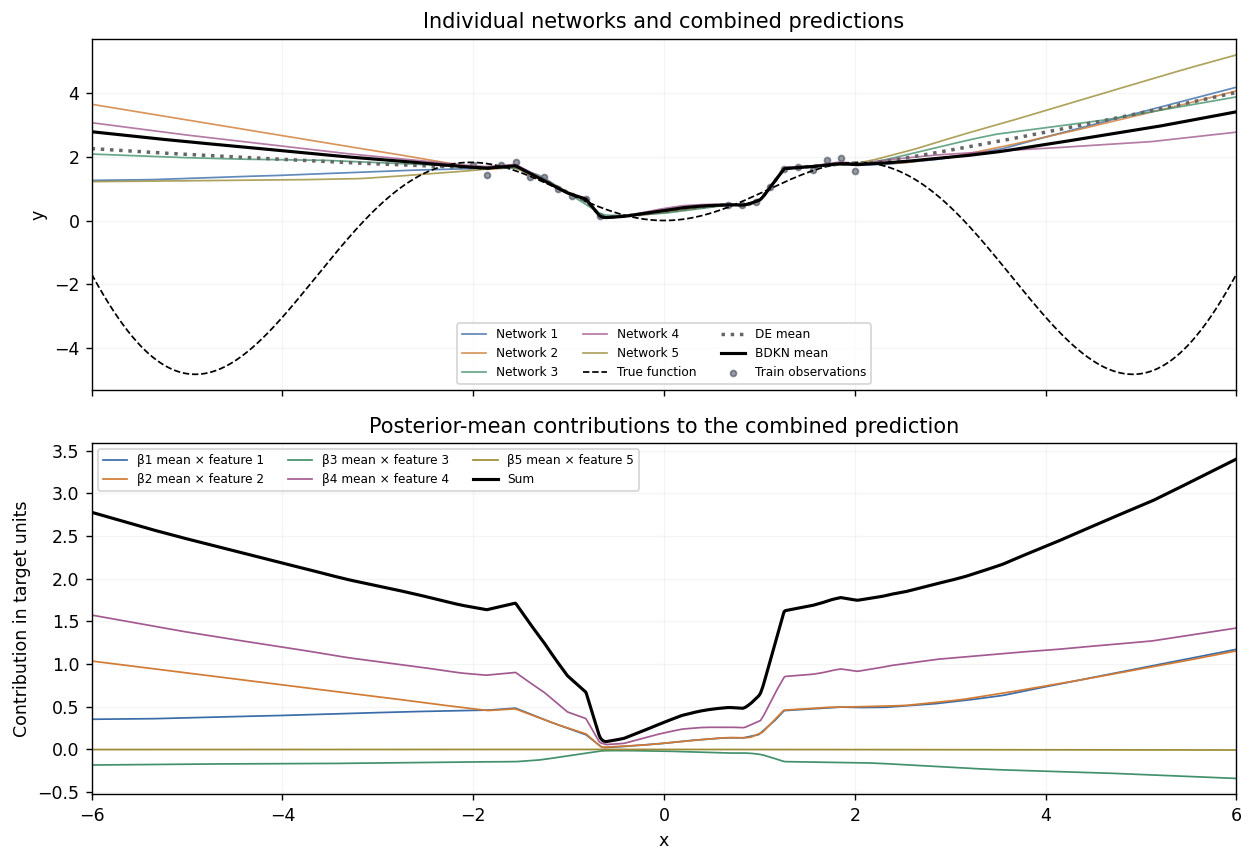 Individual networks and combined predictions
y
4
2
0
−2
−4
Network 1
Network 2
Network 3
Network 4
Network 5
True function
DE mean
BDKN mean
Train observations
Posterior-mean contributions to the combined prediction
Contribution in target units
3.5
3.0
2.5
2.0
1.5
1.0
0.5
0.0
−0.5
β1 mean × feature 1
β2 mean × feature 2
β3 mean × feature 3
β4 mean × feature 4
β5 mean × feature 5
Sum
−6
−4
−2
0
2
4
6
x